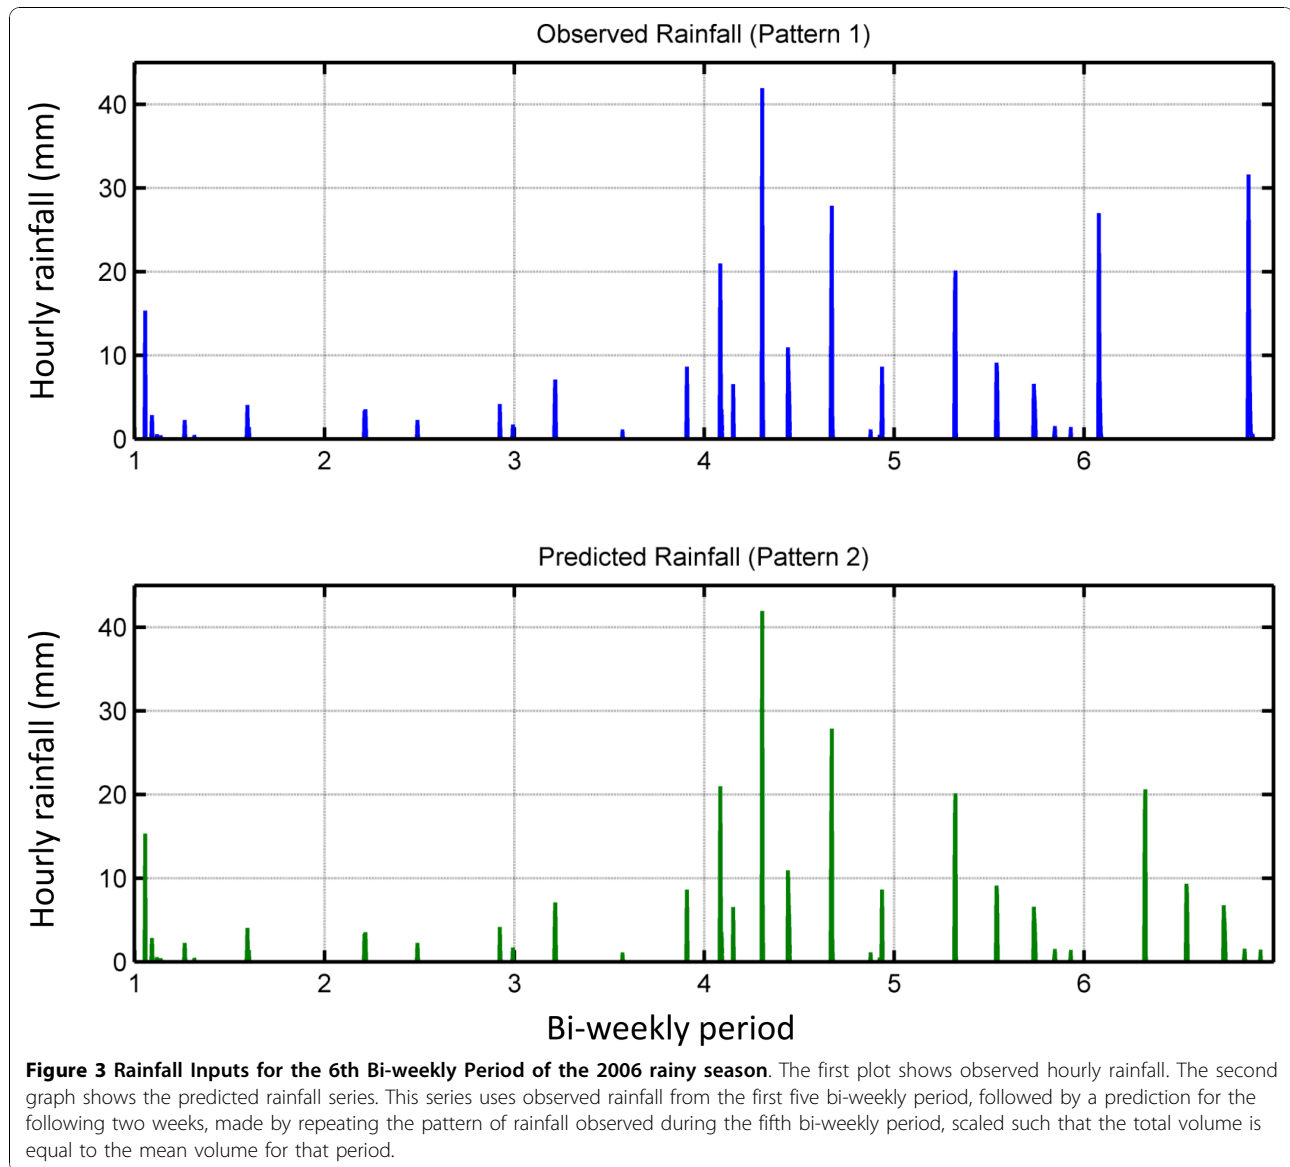 Observed Rainfall (Pattern 1)
Hourly rainfall (mm)
40
30
20
10
0
1 2 3 4 5 6
Predicted Rainfall (Pattern 2)
Hourly rainfall (mm)
40
30
20
10
0
1 2 3 4 5 6
Bi-weekly period
Figure 3 Rainfall Inputs for the 6th Bi-weekly Period of the 2006 rainy season. The first plot shows observed hourly rainfall. The second
graph shows the predicted rainfall series. This series uses observed rainfall from the first five bi-weekly period, followed by a prediction for the
following two weeks, made by repeating the pattern of rainfall observed during the fifth bi-weekly period, scaled such that the total volume is
equal to the mean volume for that period.